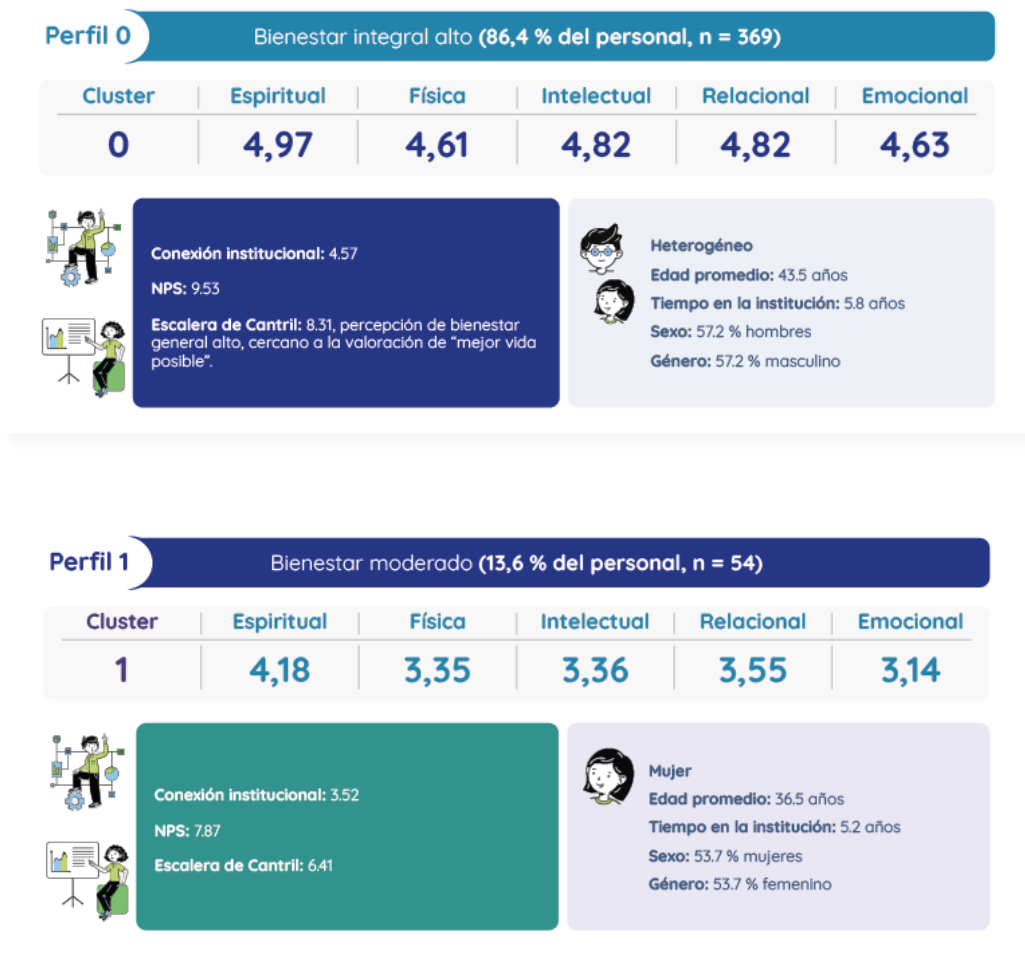 Perfil 0
Bienestar integral alto (86,4 % del personal, n = 369)
Cluster Espiritual Física Intelectual Relacional Emocional
0 4,97 4,61 4,82 4,82 4,63
Conexión institucional: 4.57
NPS: 9.53
Escalera de Cantril: 8.31, percepción de bienestar
general alto, cercano a la valoración de “mejor vida
posible”.
Heterogéneo
Edad promedio: 43.5 años
Tiempo en la institución: 5.8 años
Sexo: 57.2 % hombres
Género: 57.2 % masculino
Perfil 1
Bienestar moderado (13,6 % del personal, n = 54)
Cluster Espiritual Física Intelectual Relacional Emocional
1 4,18 3,35 3,36 3,55 3,14
Conexión institucional: 3.52
NPS: 7.87
Escalera de Cantril: 6.41
Mujer
Edad promedio: 36.5 años
Tiempo en la institución: 5.2 años
Sexo: 53.7 % mujeres
Género: 53.7 % femenino